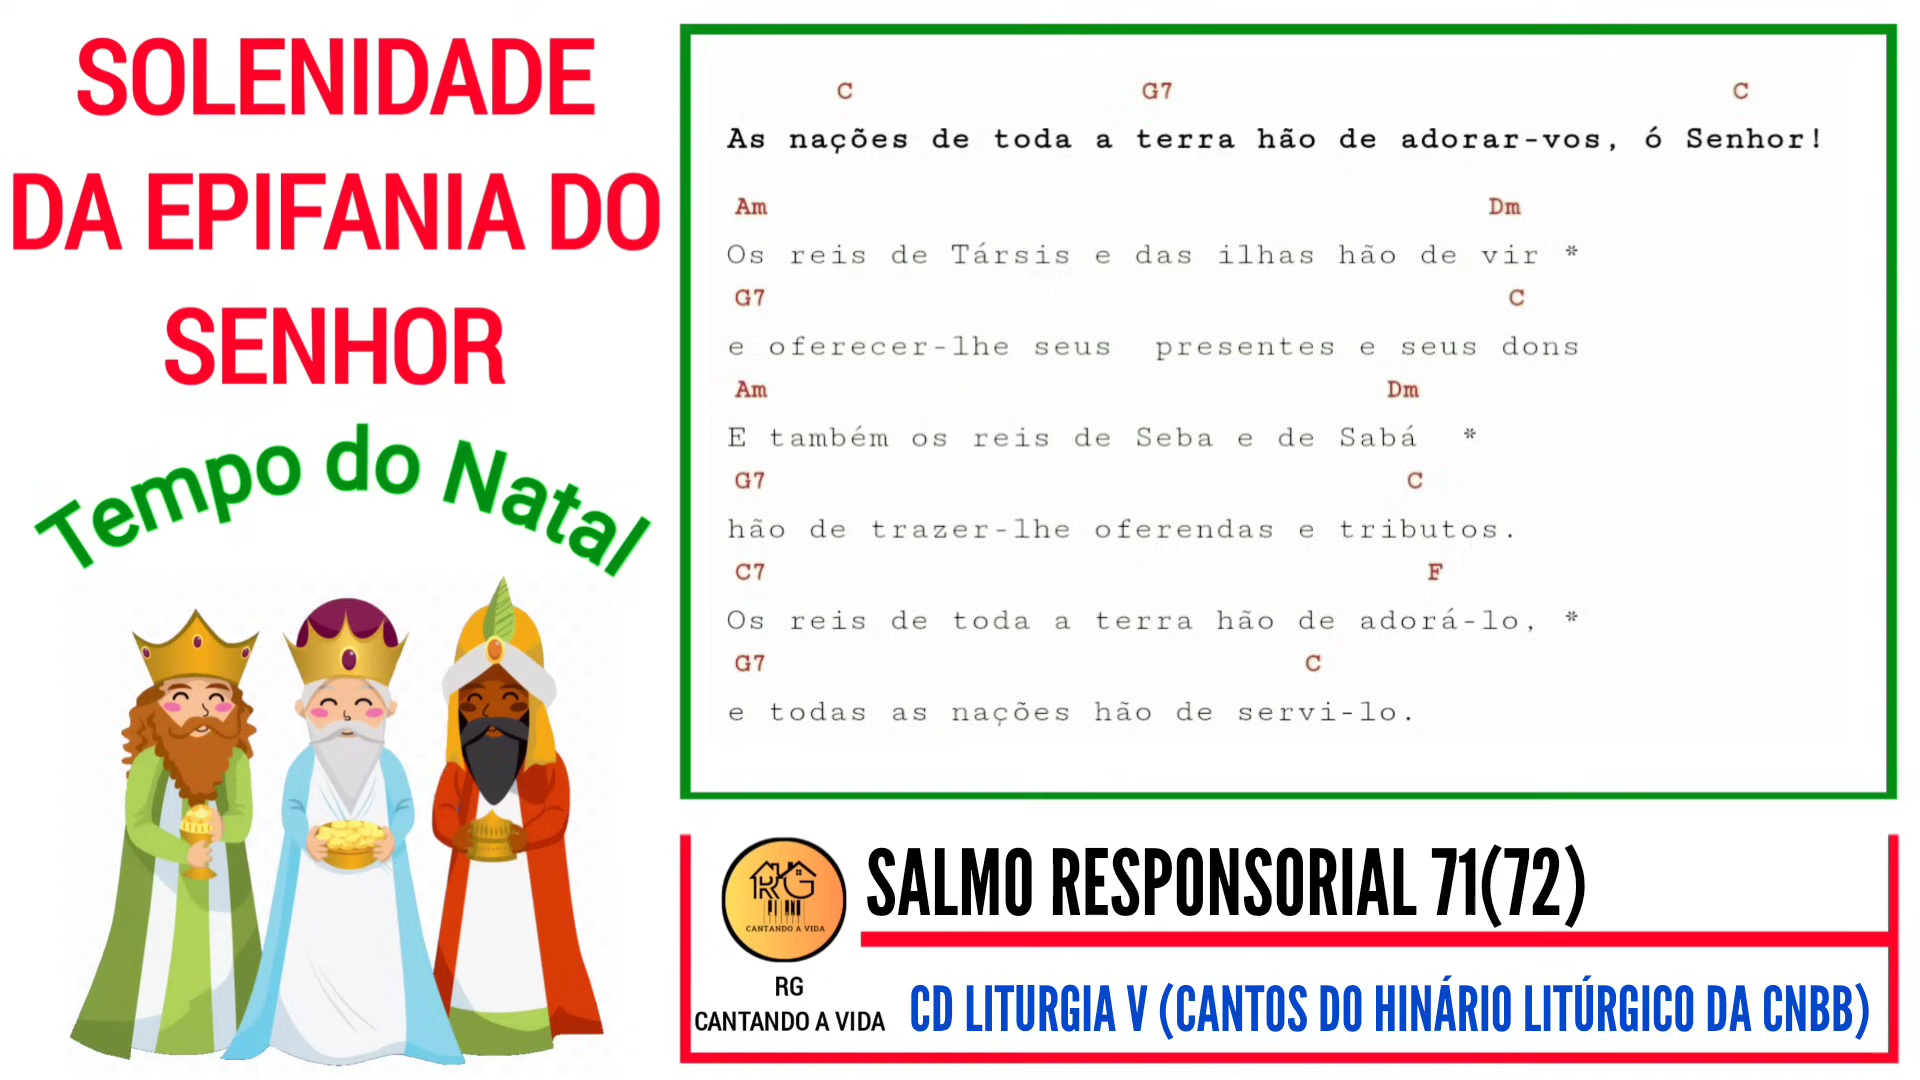 SOLENIDADE
DA EPIFANIA DO
SENHOR
Tempo do Natal
C G7 C
As nações de toda a terra hão de adorar-vos, ó Senhor!
Am Dm
Os reis de Társis e das ilhas hão de vir *
G7 C
e oferecer-lhe seus presentes e seus dons
Am Dm
E também os reis de Seba e de Sabá *
G7 C
hão de trazer-lhe oferendas e tributos.
C7 F
Os reis de toda a terra hão de adorá-lo, *
G7 C
e todas as nações hão de servi-lo.
RG
CANTANDO A VIDA
RG
CANTANDO A VIDA
SALMO RESPONSORIAL 71(72)
CD LITURGIA V (CANTOS DO HINÁRIO LITÚRGICO DA CNBB)